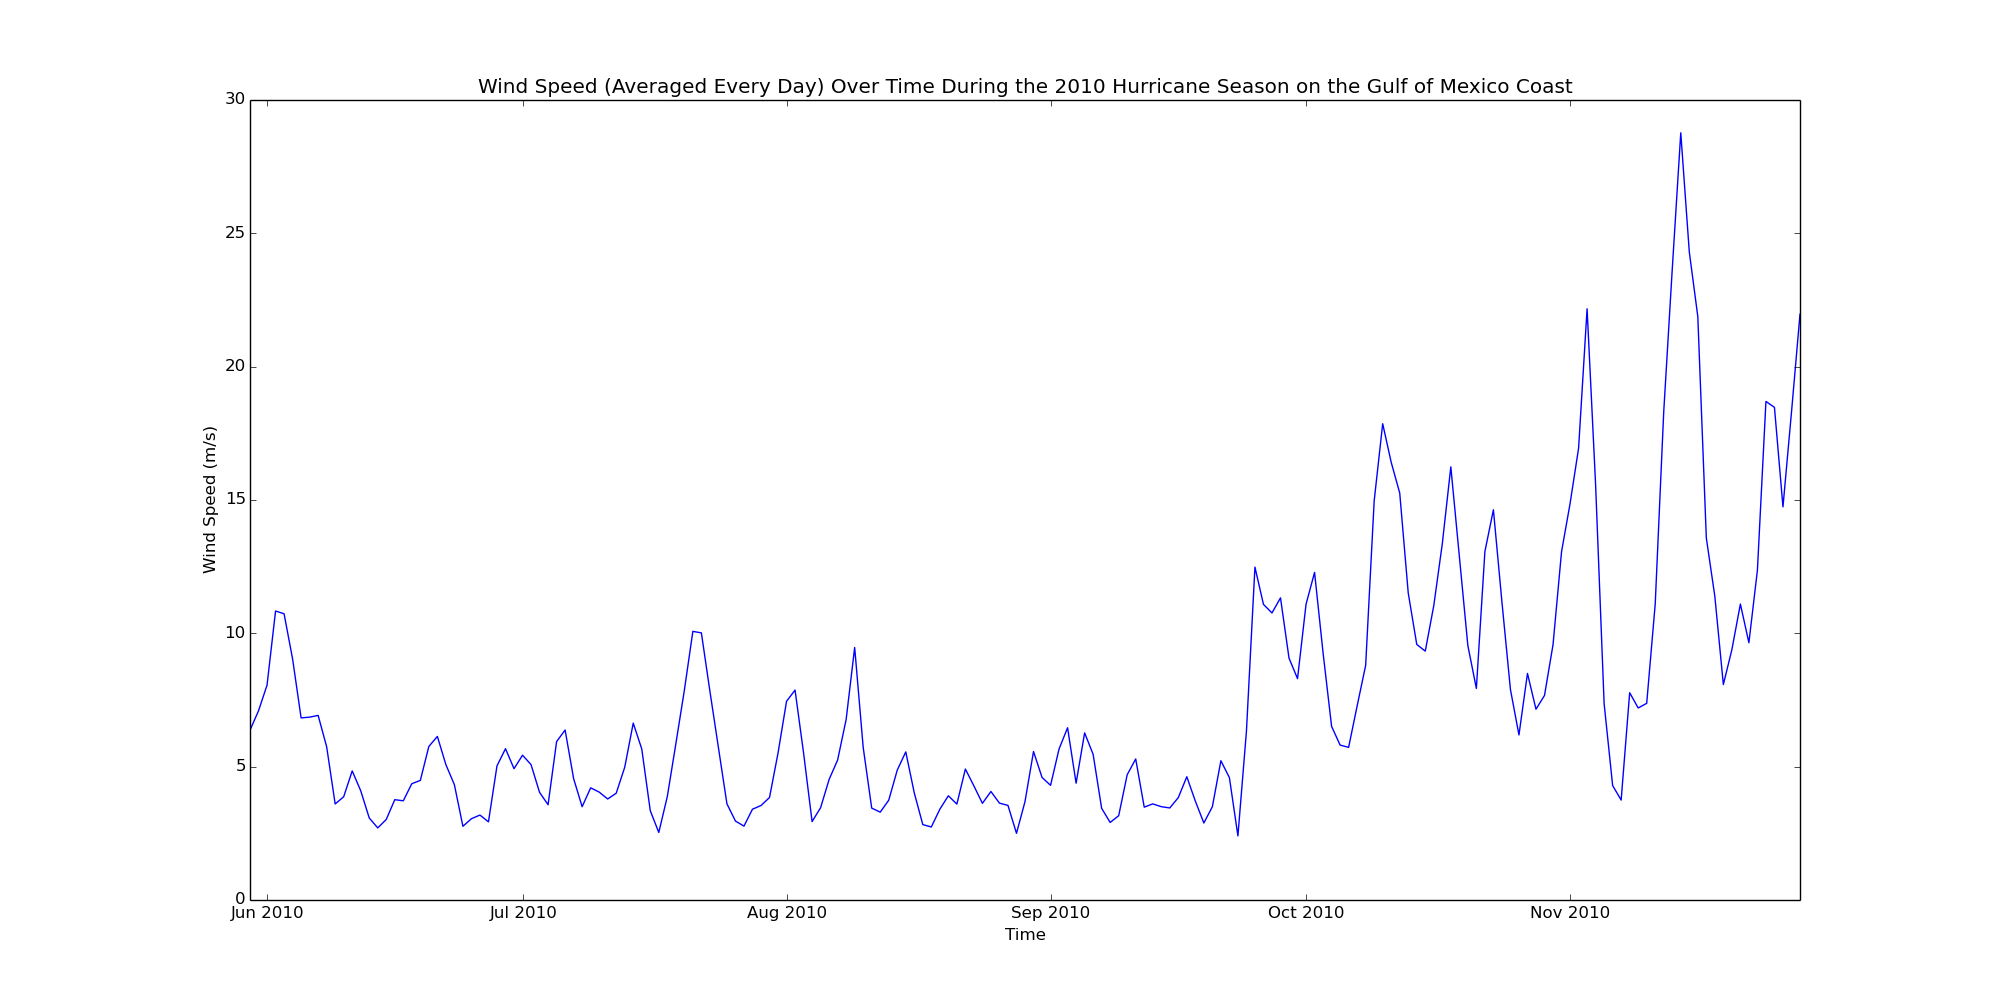 Wind Speed (Averaged Every Day) Over Time During the 2010 Hurricane Season on the Gulf of Mexico Coast
30
25
20
15
10
5
0
Wind Speed (m/s)
Jun 2010 Jul 2010 Aug 2010 Sep 2010 Oct 2010 Nov 2010
Time